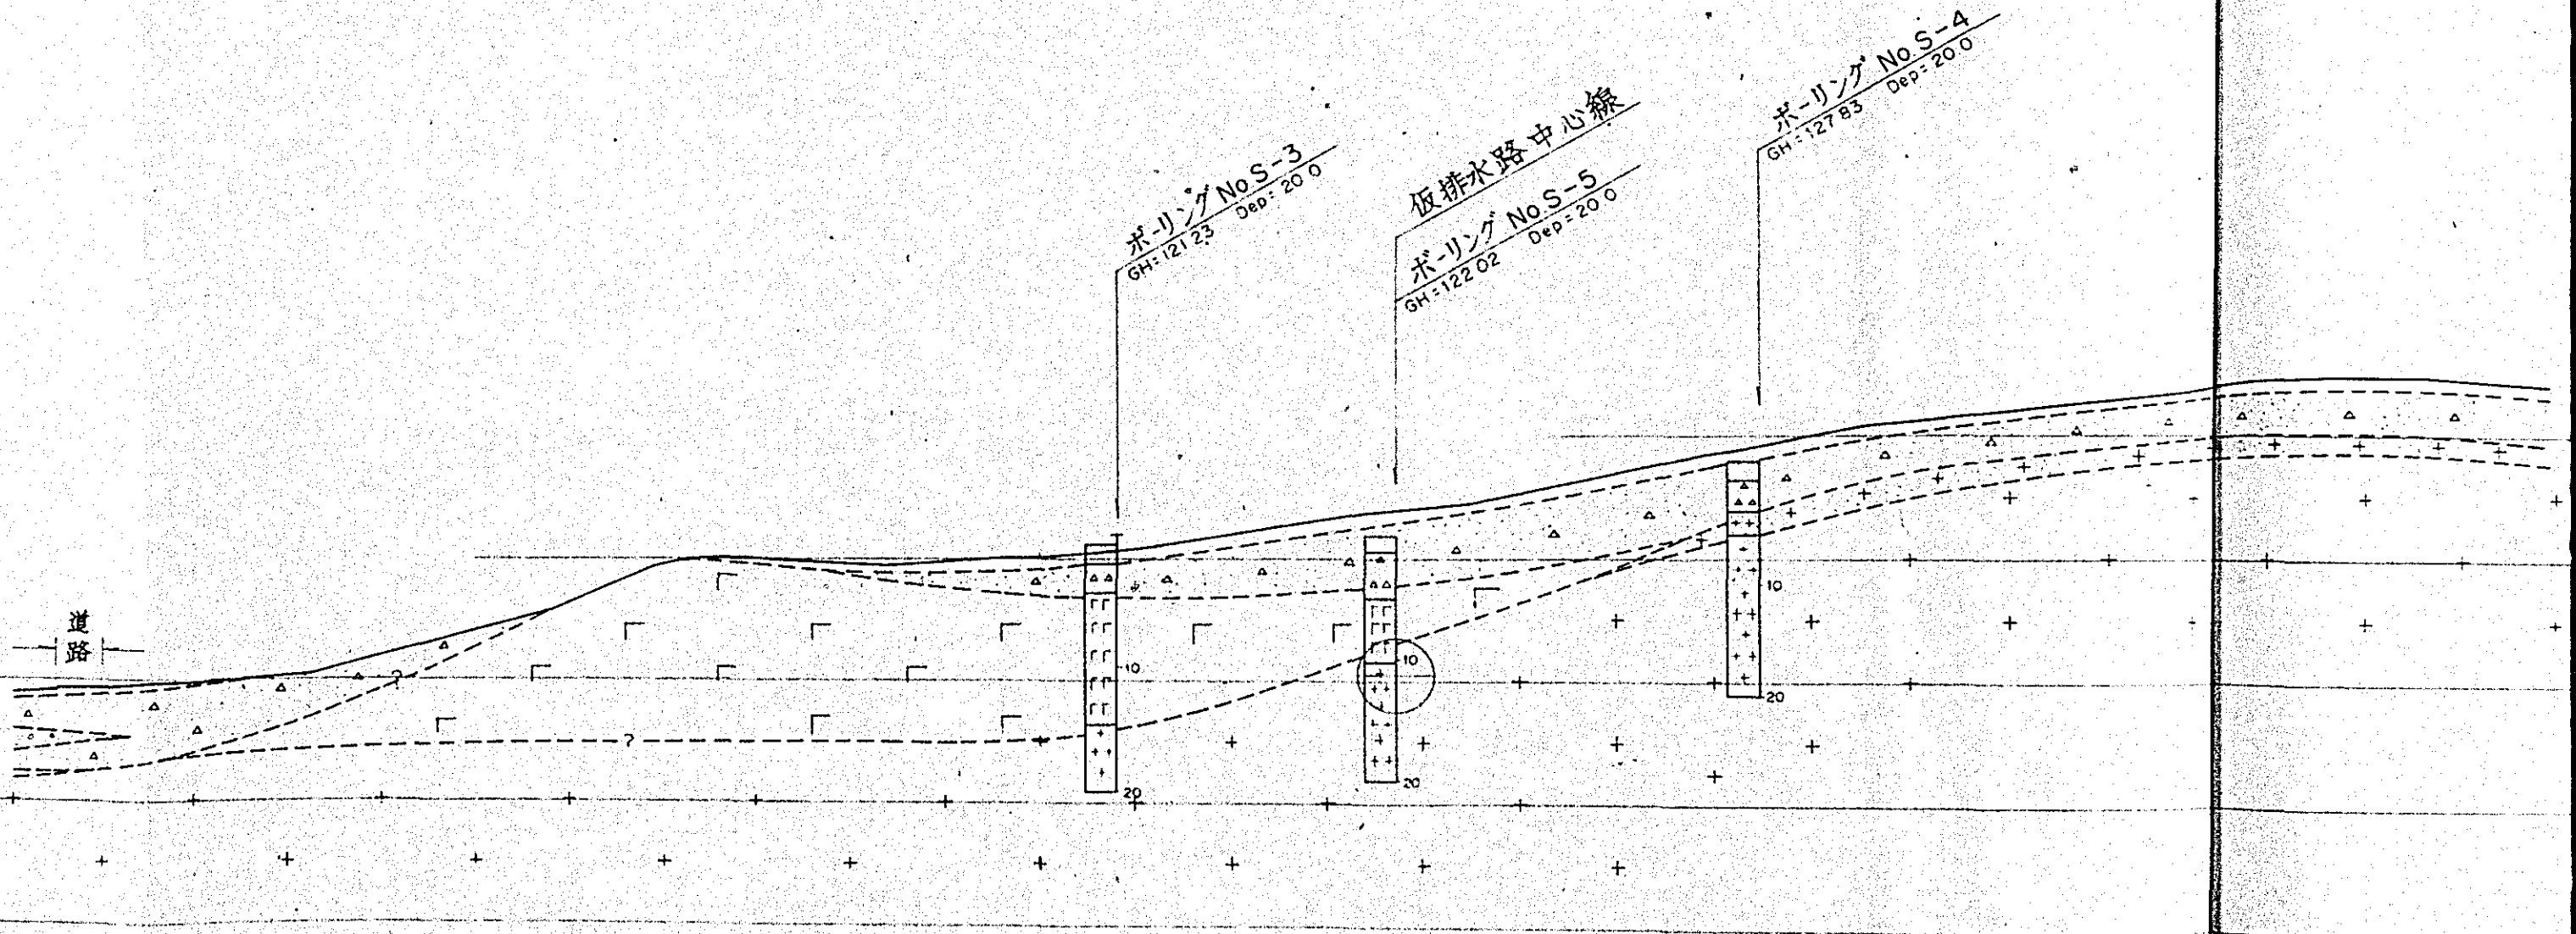 ボーリング No.S-3
GH=121.23 Dep=20.0
仮排水路中心線
ボーリング No.S-5
GH=122.02 Dep=20.0
ボーリング No.S-4
GH=127.83 Dep=20.0
道路
10
20
10
20
10
20
?
?